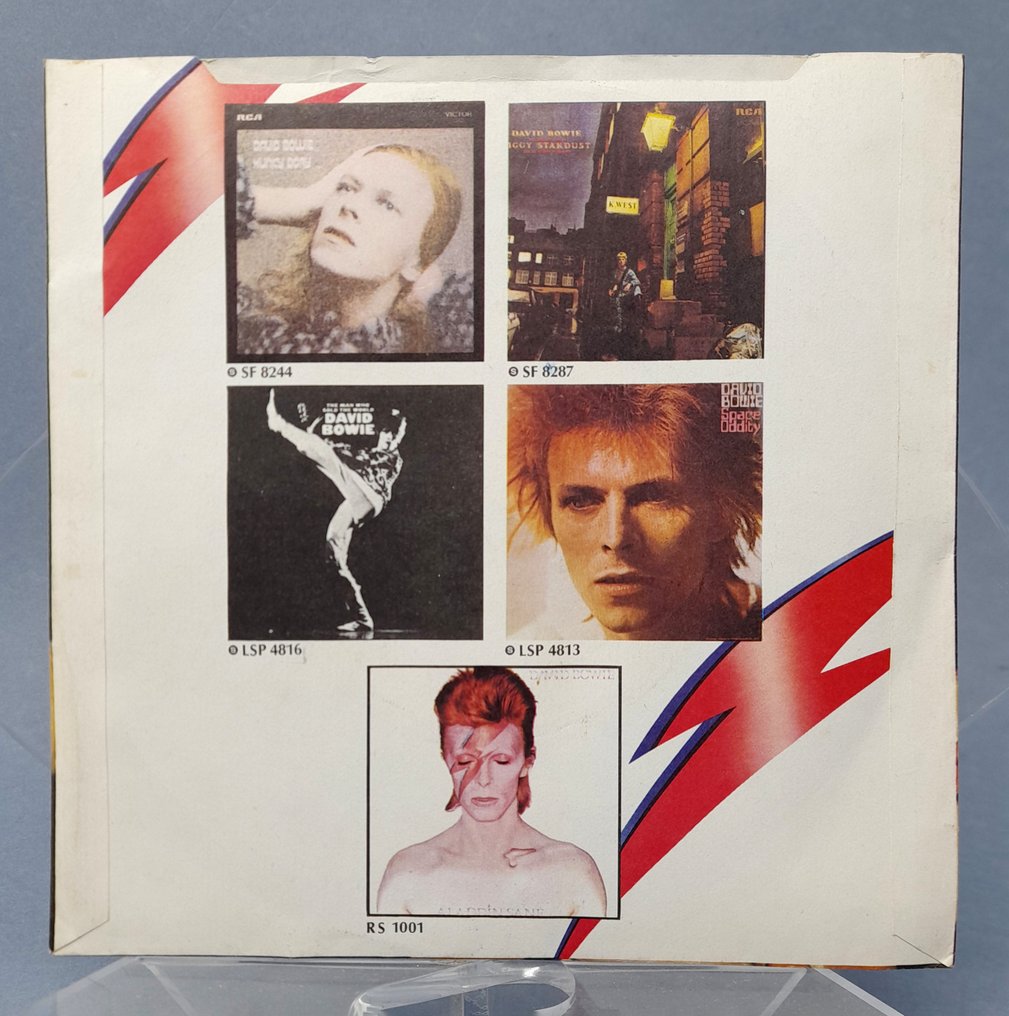 RCA VICTOR
DAVID BOWIE
HUNKY DORY
RCA
DAVID BOWIE
IGGY STARDUST
K.WEST
S SF 8244
S SF 8287
THE MAN WHO
SOLD THE WORLD
DAVID
BOWIE
DAVID
BOWIE
Space
Oddity
S LSP 4816
S LSP 4813
DAVID BOWIE
ALADDIN SANE
RS 1001